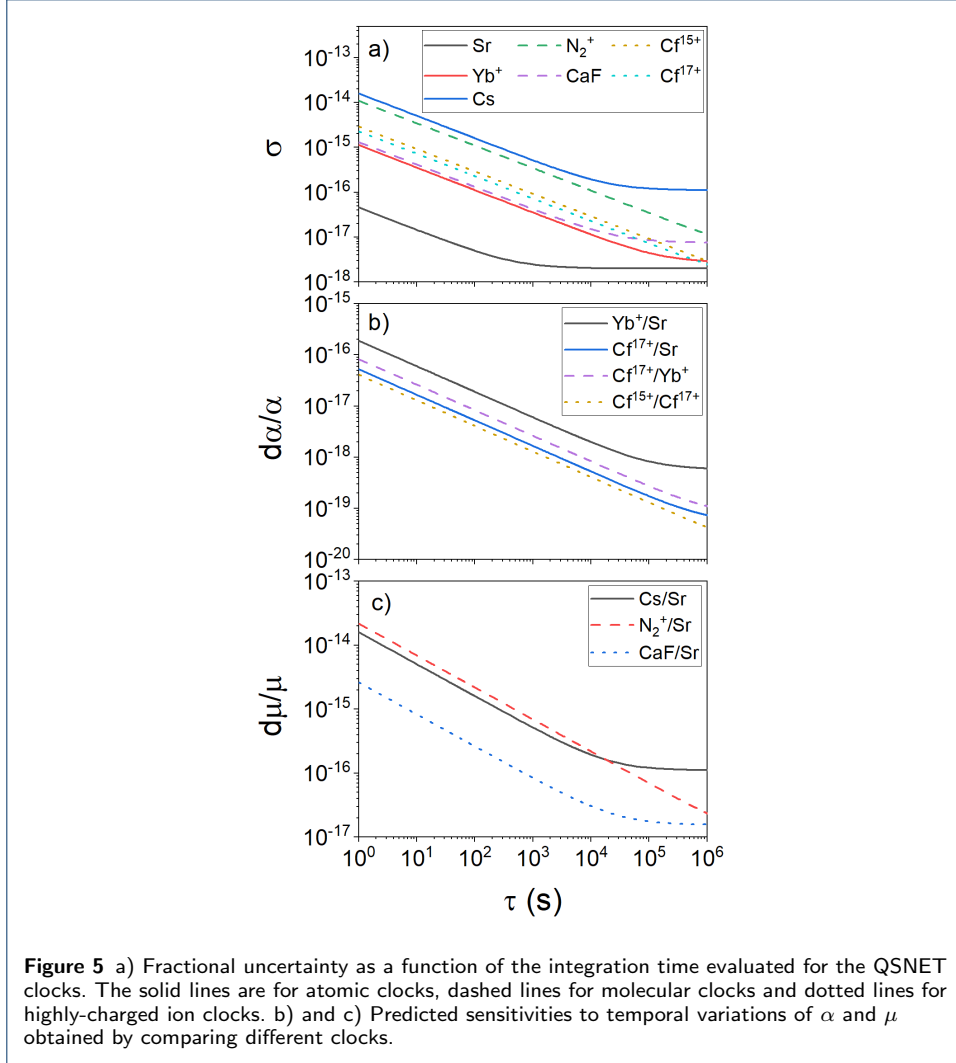 a)
Sr
N₂⁺
Cf¹⁵⁺
Yb⁺
CaF
Cf¹⁷⁺
Cs
10⁻¹³
10⁻¹⁴
10⁻¹⁵
10⁻¹⁶
10⁻¹⁷
10⁻¹⁸
σ
b)
Yb⁺/Sr
Cf¹⁷⁺/Sr
Cf¹⁷⁺/Yb⁺
Cf¹⁵⁺/Cf¹⁷⁺
10⁻¹⁵
10⁻¹⁶
10⁻¹⁷
10⁻¹⁸
10⁻¹⁹
10⁻²⁰
dα/α
c)
Cs/Sr
N₂⁺/Sr
CaF/Sr
10⁻¹³
10⁻¹⁴
10⁻¹⁵
10⁻¹⁶
10⁻¹⁷
dμ/μ
10⁰ 10¹ 10² 10³ 10⁴ 10⁵ 10⁶
τ (s)
Figure 5 a) Fractional uncertainty as a function of the integration time evaluated for the QSNET
clocks. The solid lines are for atomic clocks, dashed lines for molecular clocks and dotted lines for
highly-charged ion clocks. b) and c) Predicted sensitivities to temporal variations of α and μ
obtained by comparing different clocks.